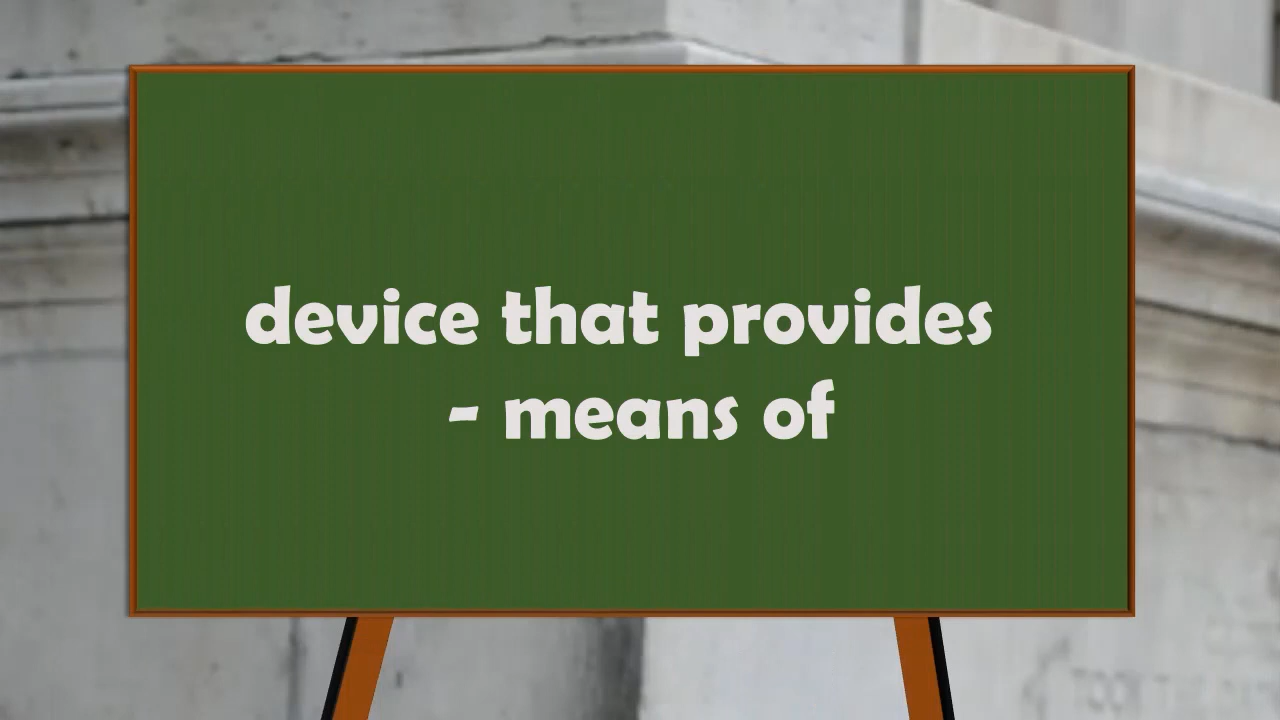 device that provides
- means of